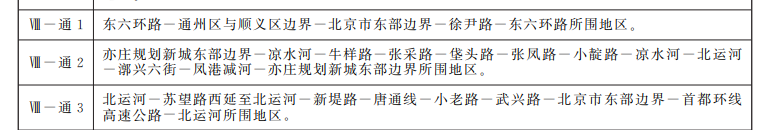 Ⅷ－通1 东六环路－通州区与顺义区边界－北京市东部边界－徐尹路－东六环路所围地区。
Ⅷ－通2 亦庄规划新城东部边界－凉水河－牛样路－张采路－垡头路－张凤路－小靛路－凉水河－北运河
－漷兴六街－凤港减河－亦庄规划新城东部边界所围地区。
Ⅷ－通3 北运河－苏望路西延至北运河－新堤路－唐通线－小老路－武兴路－北京市东部边界－首都环线
高速公路－北运河所围地区。